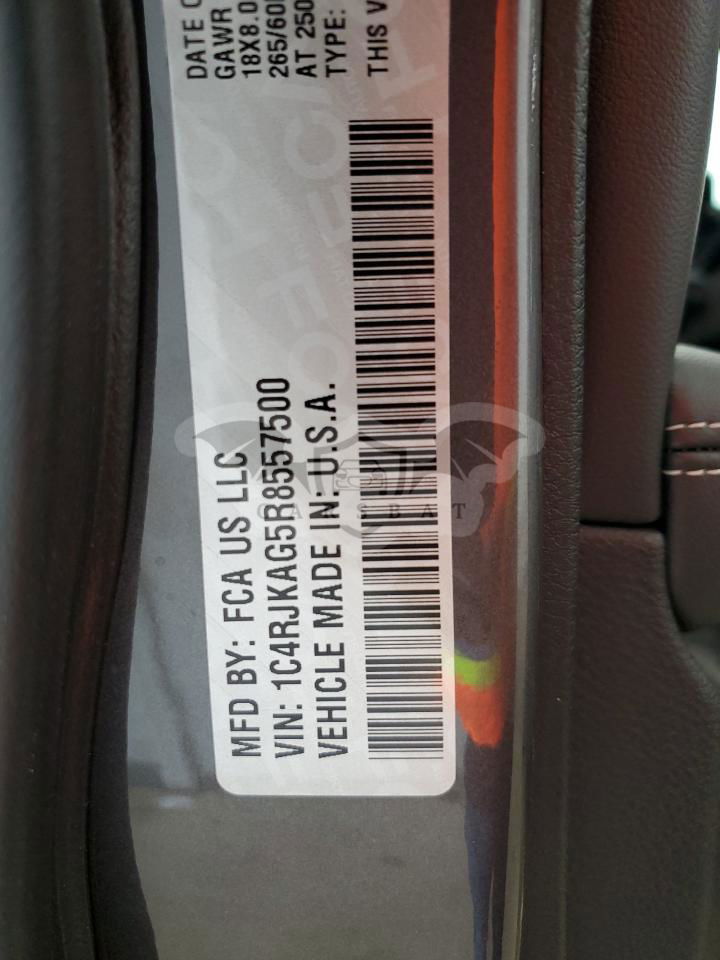 MFD BY: FCA US LLC
VIN: 1C4RJKAG5R8557500
VEHICLE MADE IN: U.S.A.
DATE O
GAWR
18X8.0
265/60
AT 250
TYPE:
THIS V
CARSBAT